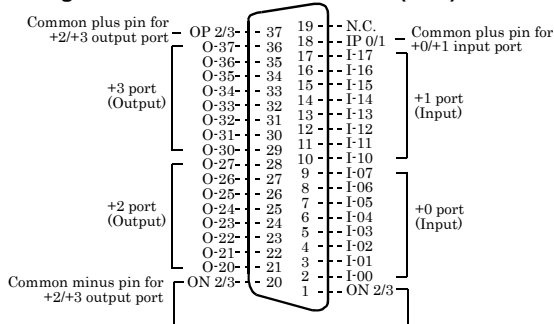 Common plus pin for
+2/+3 output port
OP 2/3 37
O-37 36
O-36 35
O-35 34
O-34 33
O-33 32
O-32 31
O-31 30
O-30 29
O-27 28
O-26 27
O-25 26
O-24 25
O-23 24
O-22 23
O-21 22
O-20 21
ON 2/3 20
+3 port
(Output)
+2 port
(Output)
Common minus pin for
+2/+3 output port
19 N.C.
18 IP 0/1
17 I-17
16 I-16
15 I-15
14 I-14
13 I-13
12 I-12
11 I-11
10 I-10
9 I-07
8 I-06
7 I-05
6 I-04
5 I-03
4 I-02
3 I-01
2 I-00
1 ON 2/3
Common plus pin for
+0/+1 input port
+1 port
(Input)
+0 port
(Input)